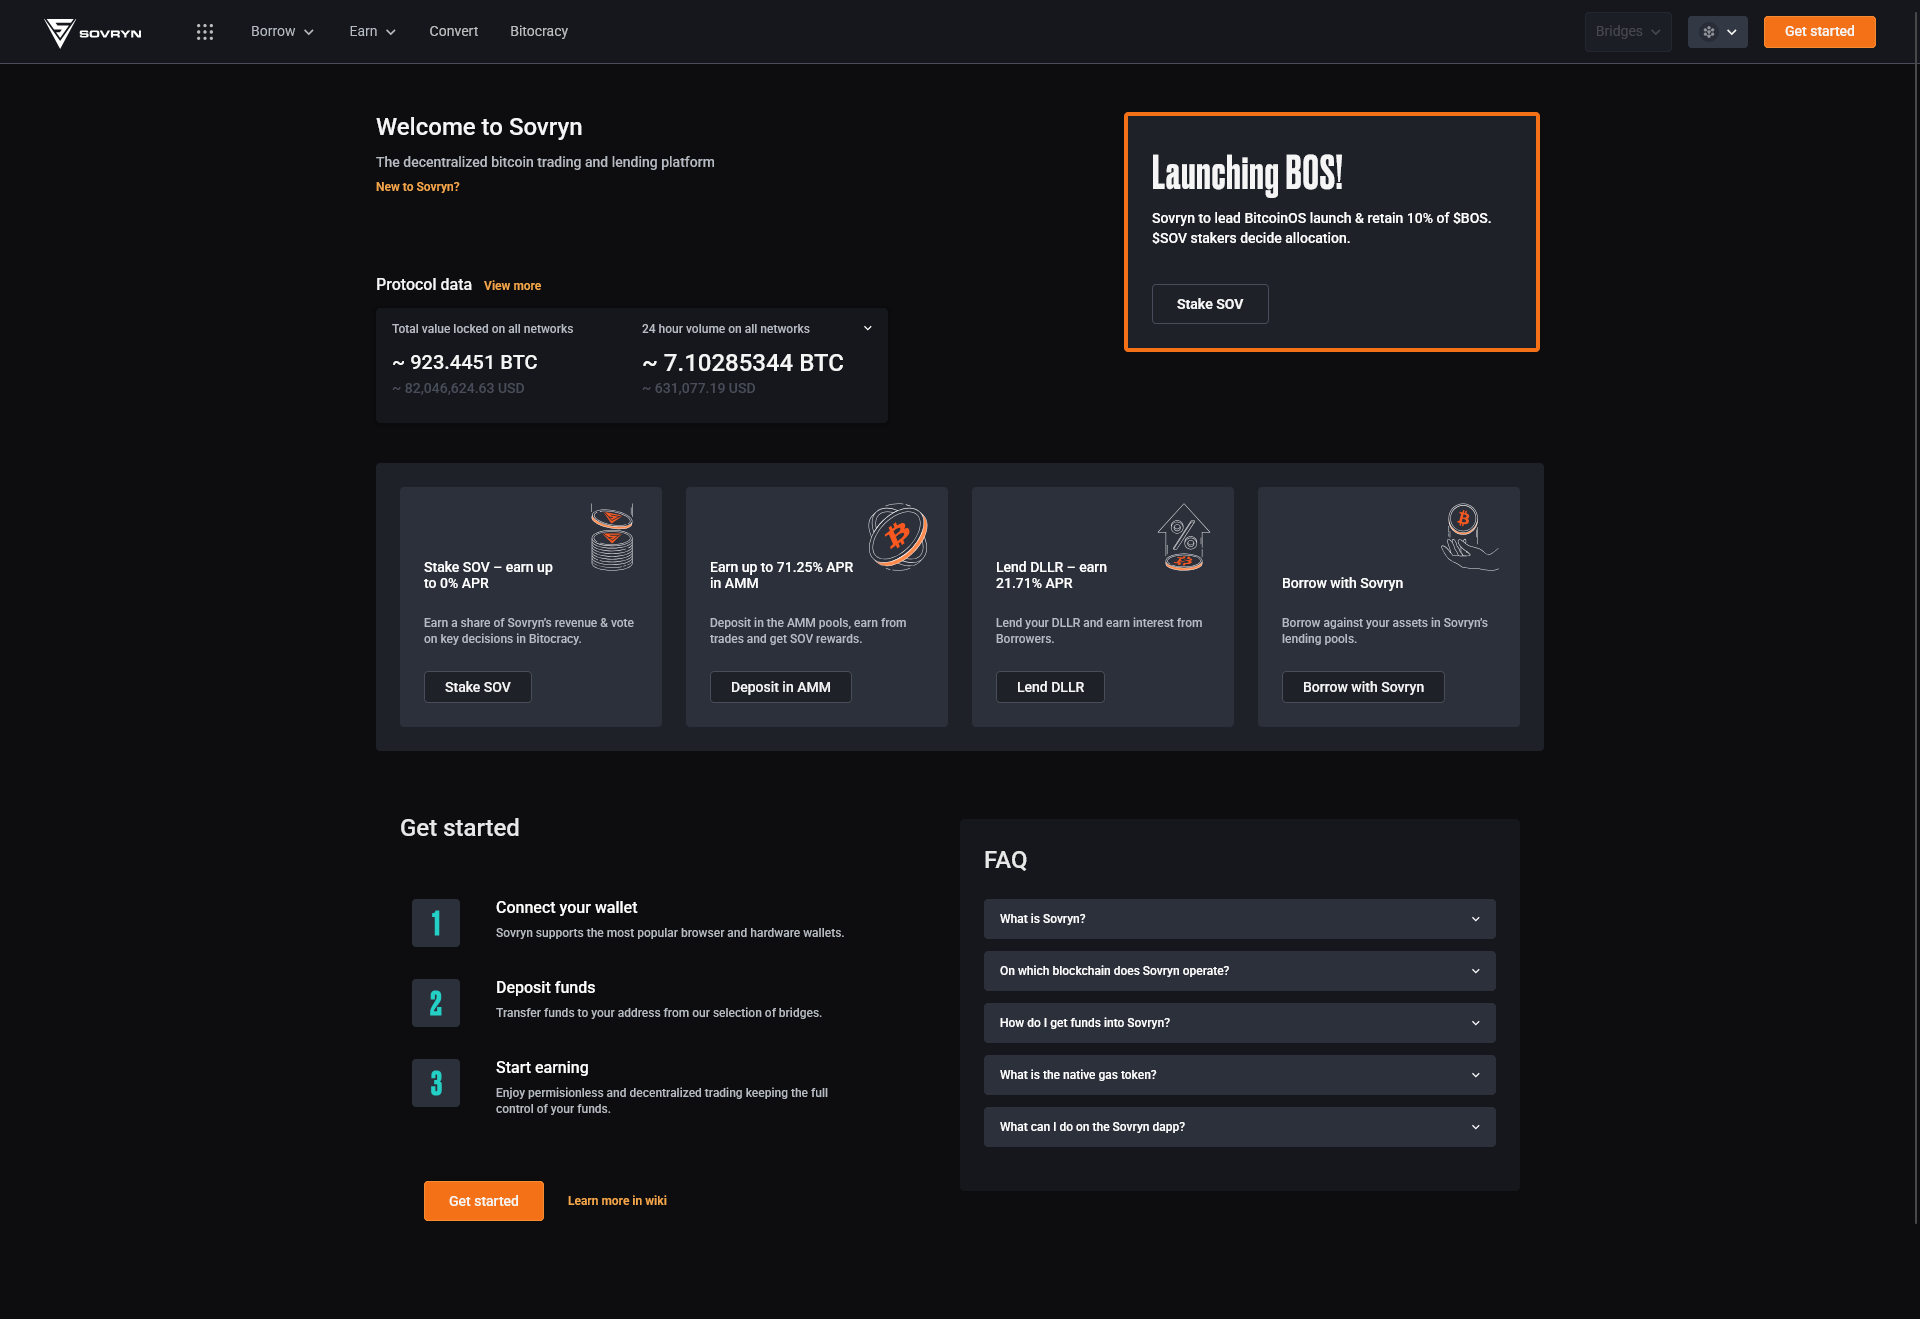 SOVRYN
Borrow
Earn
Convert
Bitocracy
Bridges
Get started
Welcome to Sovryn
The decentralized bitcoin trading and lending platform
New to Sovryn?
Launching BOS!
Sovryn to lead BitcoinOS launch & retain 10% of $BOS.
$SOV stakers decide allocation.
Stake SOV
Protocol data View more
Total value locked on all networks
~ 923.4451 BTC
~ 82,046,624.63 USD
24 hour volume on all networks
~ 7.10285344 BTC
~ 631,077.19 USD
Stake SOV – earn up
to 0% APR
Earn a share of Sovryn's revenue & vote
on key decisions in Bitocracy.
Stake SOV
Earn up to 71.25% APR
in AMM
Deposit in the AMM pools, earn from
trades and get SOV rewards.
Deposit in AMM
Lend DLLR – earn
21.71% APR
Lend your DLLR and earn interest from
Borrowers.
Lend DLLR
Borrow with Sovryn
Borrow against your assets in Sovryn's
lending pools.
Borrow with Sovryn
Get started
1
Connect your wallet
Sovryn supports the most popular browser and hardware wallets.
2
Deposit funds
Transfer funds to your address from our selection of bridges.
3
Start earning
Enjoy permisionless and decentralized trading keeping the full
control of your funds.
Get started
Learn more in wiki
FAQ
What is Sovryn?
On which blockchain does Sovryn operate?
How do I get funds into Sovryn?
What is the native gas token?
What can I do on the Sovryn dapp?